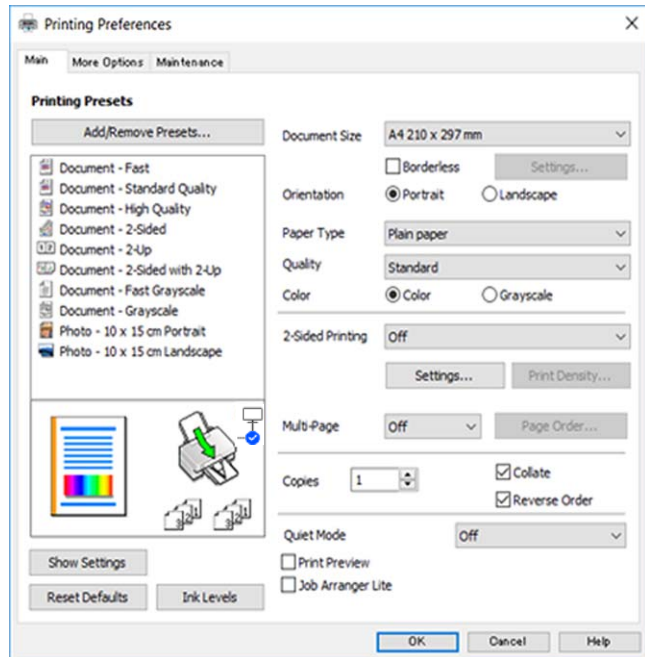 Printing Preferences
Main More Options Maintenance
Printing Presets
Add/Remove Presets...
Document - Fast
Document - Standard Quality
Document - High Quality
Document - 2-Sided
Document - 2-Up
Document - 2-Sided with 2-Up
Document - Fast Grayscale
Document - Grayscale
Photo - 10 x 15 cm Portrait
Photo - 10 x 15 cm Landscape
Show Settings
Reset Defaults Ink Levels
Document Size A4 210 x 297 mm
Borderless Settings...
Orientation Portrait Landscape
Paper Type Plain paper
Quality Standard
Color Color Grayscale
2-Sided Printing Off
Settings... Print Density...
Multi-Page Off Page Order...
Copies 1 Collate
Reverse Order
Quiet Mode Off
Print Preview
Job Arranger Lite
OK Cancel Help